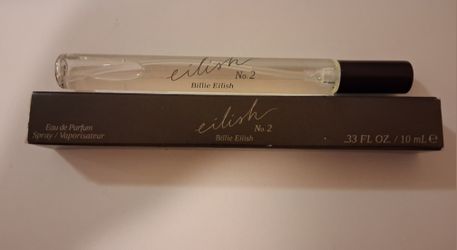 eilish
No. 2
Billie Eilish
Eau de Parfum
Spray / Vaporisateur
eilish
No. 2
Billie Eilish
.33 FL OZ. / 10 mL e